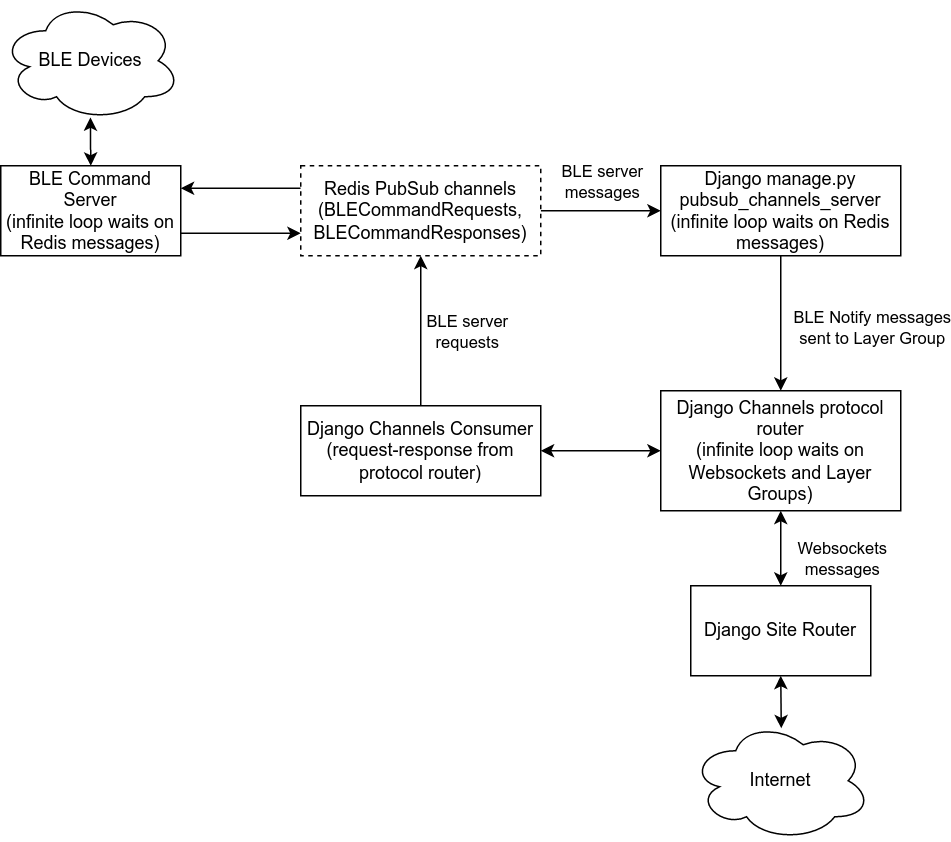 BLE Devices
BLE Command
Server
(infinite loop waits on
Redis messages)
Redis PubSub channels
(BLECommandRequests,
BLECommandResponses)
BLE server
messages
Django manage.py
pubsub_channels_server
(infinite loop waits on Redis
messages)
BLE server
requests
BLE Notify messages
sent to Layer Group
Django Channels Consumer
(request-response from
protocol router)
Django Channels protocol
router
(infinite loop waits on
Websockets and Layer
Groups)
Websockets
messages
Django Site Router
Internet